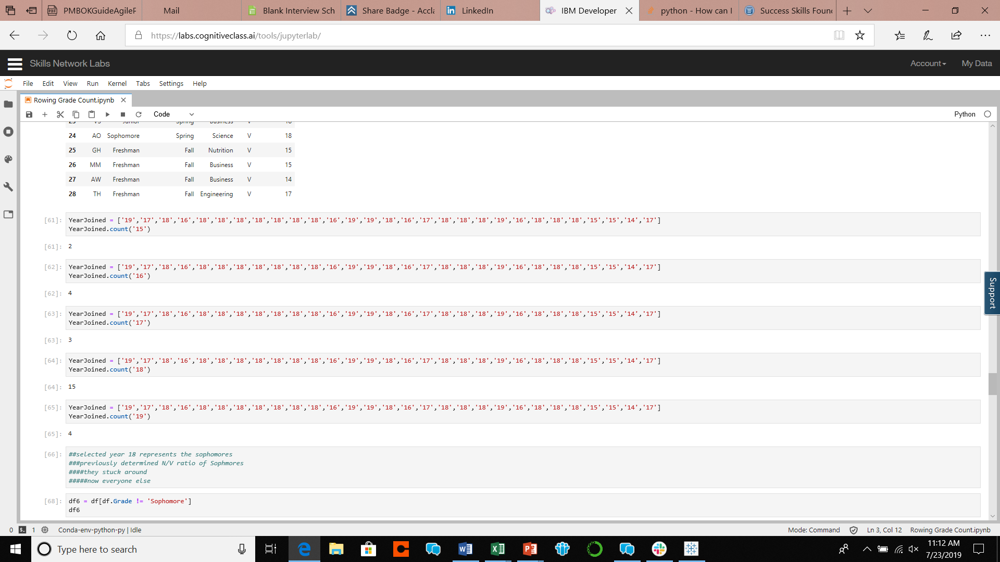 PMBOKGuideAgileF
Mail
Blank Interview Sch
Share Badge - Accla
LinkedIn
IBM Developer
python - How can I
Success Skills Foun
https://labs.cognitiveclass.ai/tools/jupyterlab/
Skills Network Labs
Account
My Data
File Edit View Run Kernel Tabs Settings Help
Rowing Grade Count.ipynb
Code
Python
23 VS Junior Spring Business V
24 AO Sophomore Spring Science V 18
25 GH Freshman Fall Nutrition V 15
26 MM Freshman Fall Business V 15
27 AW Freshman Fall Business V 14
28 TH Freshman Fall Engineering V 17
[61]: YearJoined = ['19','17','18','16','18','18','18','18','18','18','18','16','19','19','18','16','17','18','18','18','19','16','18','18','18','15','15','14','17']
YearJoined.count('15')
[61]: 2
[62]: YearJoined = ['19','17','18','16','18','18','18','18','18','18','18','16','19','19','18','16','17','18','18','18','19','16','18','18','18','15','15','14','17']
YearJoined.count('16')
[62]: 4
[63]: YearJoined = ['19','17','18','16','18','18','18','18','18','18','18','16','19','19','18','16','17','18','18','18','19','16','18','18','18','15','15','14','17']
YearJoined.count('17')
[63]: 3
[64]: YearJoined = ['19','17','18','16','18','18','18','18','18','18','18','16','19','19','18','16','17','18','18','18','19','16','18','18','18','15','15','14','17']
YearJoined.count('18')
[64]: 15
[65]: YearJoined = ['19','17','18','16','18','18','18','18','18','18','18','16','19','19','18','16','17','18','18','18','19','16','18','18','18','15','15','14','17']
YearJoined.count('19')
[65]: 4
[66]: ##selected year 18 represents the sophomores
###previously determined N/V ratio of Sophmores
####they stuck around
#####now everyone else
[68]: df6 = df[df.Grade != 'Sophomore']
df6
Support
0 1 Conda-env-python-py | Idle
Mode: Command
Ln 3, Col 12
Rowing Grade Count.ipynb
Type here to search
11:12 AM
7/23/2019